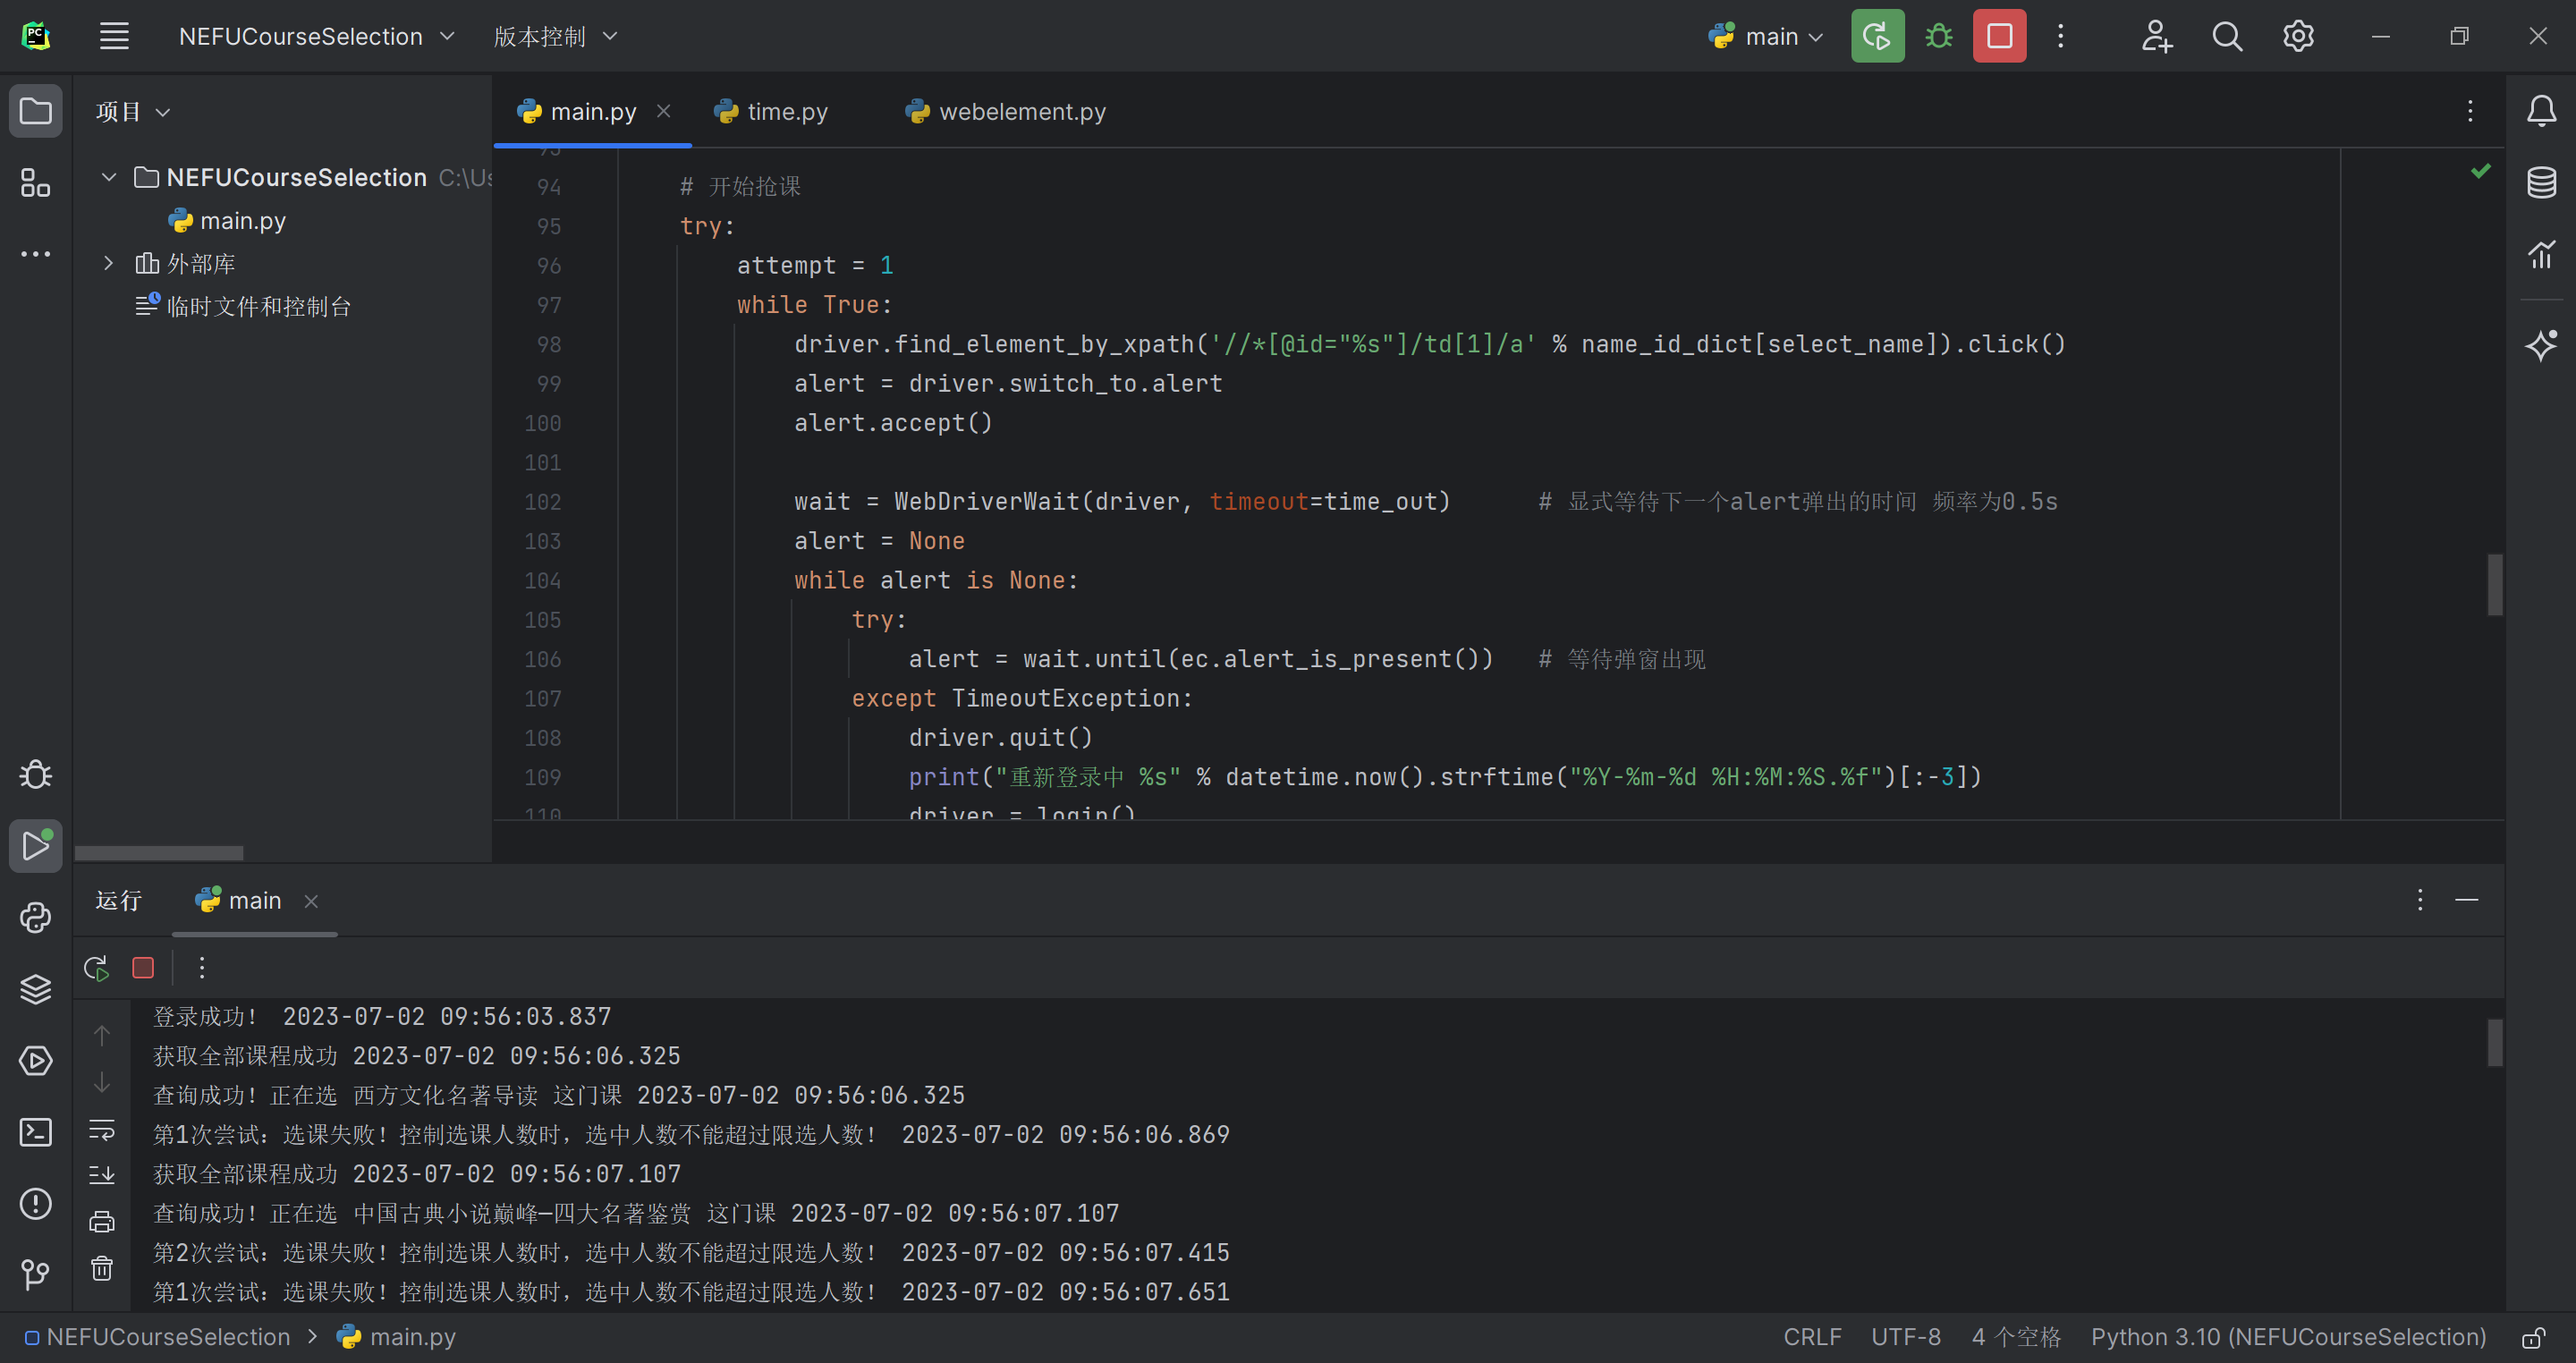 PC
NEFUCourseSelection
版本控制
main
项目
main.py
time.py
webelement.py
NEFUCourseSelection C:\Us
main.py
外部库
临时文件和控制台
94 # 开始抢课
95 try:
96 attempt = 1
97 while True:
98 driver.find_element_by_xpath('//*[@id="%s"]/td[1]/a' % name_id_dict[select_name]).click()
99 alert = driver.switch_to.alert
100 alert.accept()
101
102 wait = WebDriverWait(driver, timeout=time_out) # 显式等待下一个alert弹出的时间 频率为0.5s
103 alert = None
104 while alert is None:
105 try:
106 alert = wait.until(ec.alert_is_present()) # 等待弹窗出现
107 except TimeoutException:
108 driver.quit()
109 print("重新登录中 %s" % datetime.now().strftime("%Y-%m-%d %H:%M:%S.%f")[:-3])
110 driver = login()
运行
main
登录成功! 2023-07-02 09:56:03.837
获取全部课程成功 2023-07-02 09:56:06.325
查询成功!正在选 西方文化名著导读 这门课 2023-07-02 09:56:06.325
第1次尝试:选课失败!控制选课人数时,选中人数不能超过限选人数! 2023-07-02 09:56:06.869
获取全部课程成功 2023-07-02 09:56:07.107
查询成功!正在选 中国古典小说巅峰—四大名著鉴赏 这门课 2023-07-02 09:56:07.107
第2次尝试:选课失败!控制选课人数时,选中人数不能超过限选人数! 2023-07-02 09:56:07.415
第1次尝试:选课失败!控制选课人数时,选中人数不能超过限选人数! 2023-07-02 09:56:07.651
NEFUCourseSelection > main.py
CRLF UTF-8 4 个空格 Python 3.10 (NEFUCourseSelection)